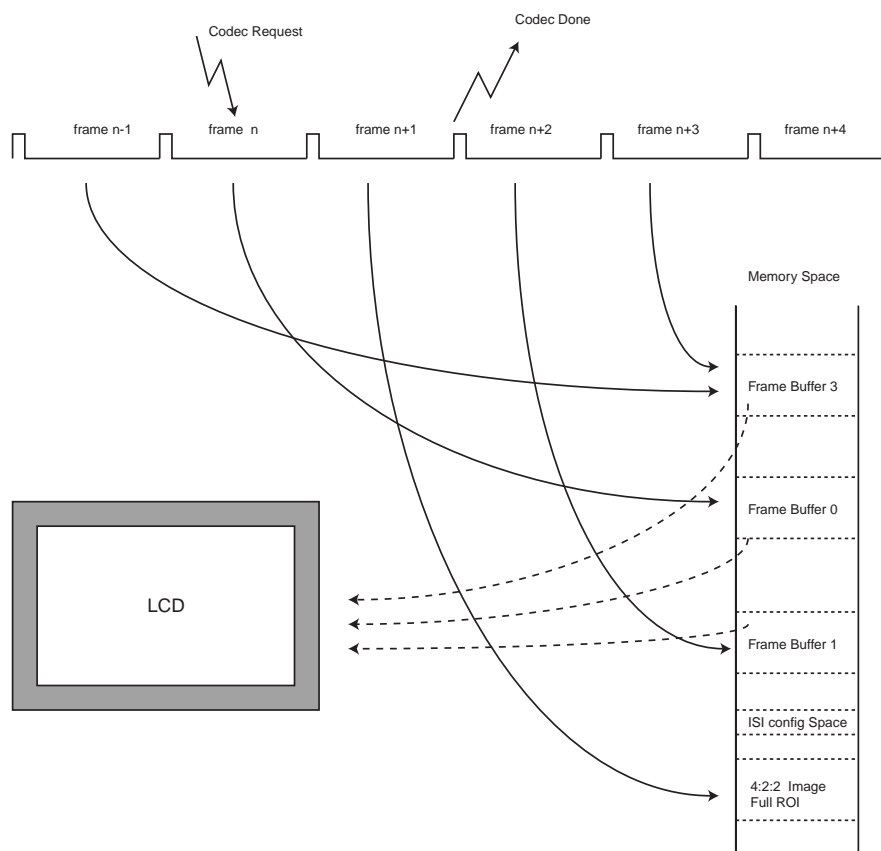 Codec Request
Codec Done
frame n-1
frame n
frame n+1
frame n+2
frame n+3
frame n+4
Memory Space
Frame Buffer 3
Frame Buffer 0
LCD
Frame Buffer 1
ISI config Space
4:2:2 Image
Full ROI